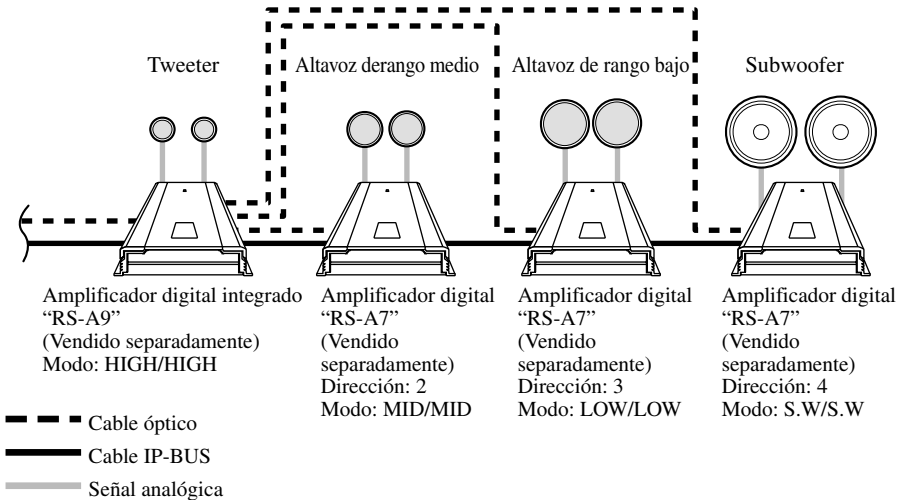 Tweeter
Altavoz derango medio
Altavoz de rango bajo
Subwoofer
Amplificador digital integrado
“RS-A9”
(Vendido separadamente)
Modo: HIGH/HIGH
Amplificador digital
“RS-A7”
(Vendido
separadamente)
Dirección: 2
Modo: MID/MID
Amplificador digital
“RS-A7”
(Vendido
separadamente)
Dirección: 3
Modo: LOW/LOW
Amplificador digital
“RS-A7”
(Vendido
separadamente)
Dirección: 4
Modo: S.W/S.W
Cable óptico
Cable IP-BUS
Señal analógica